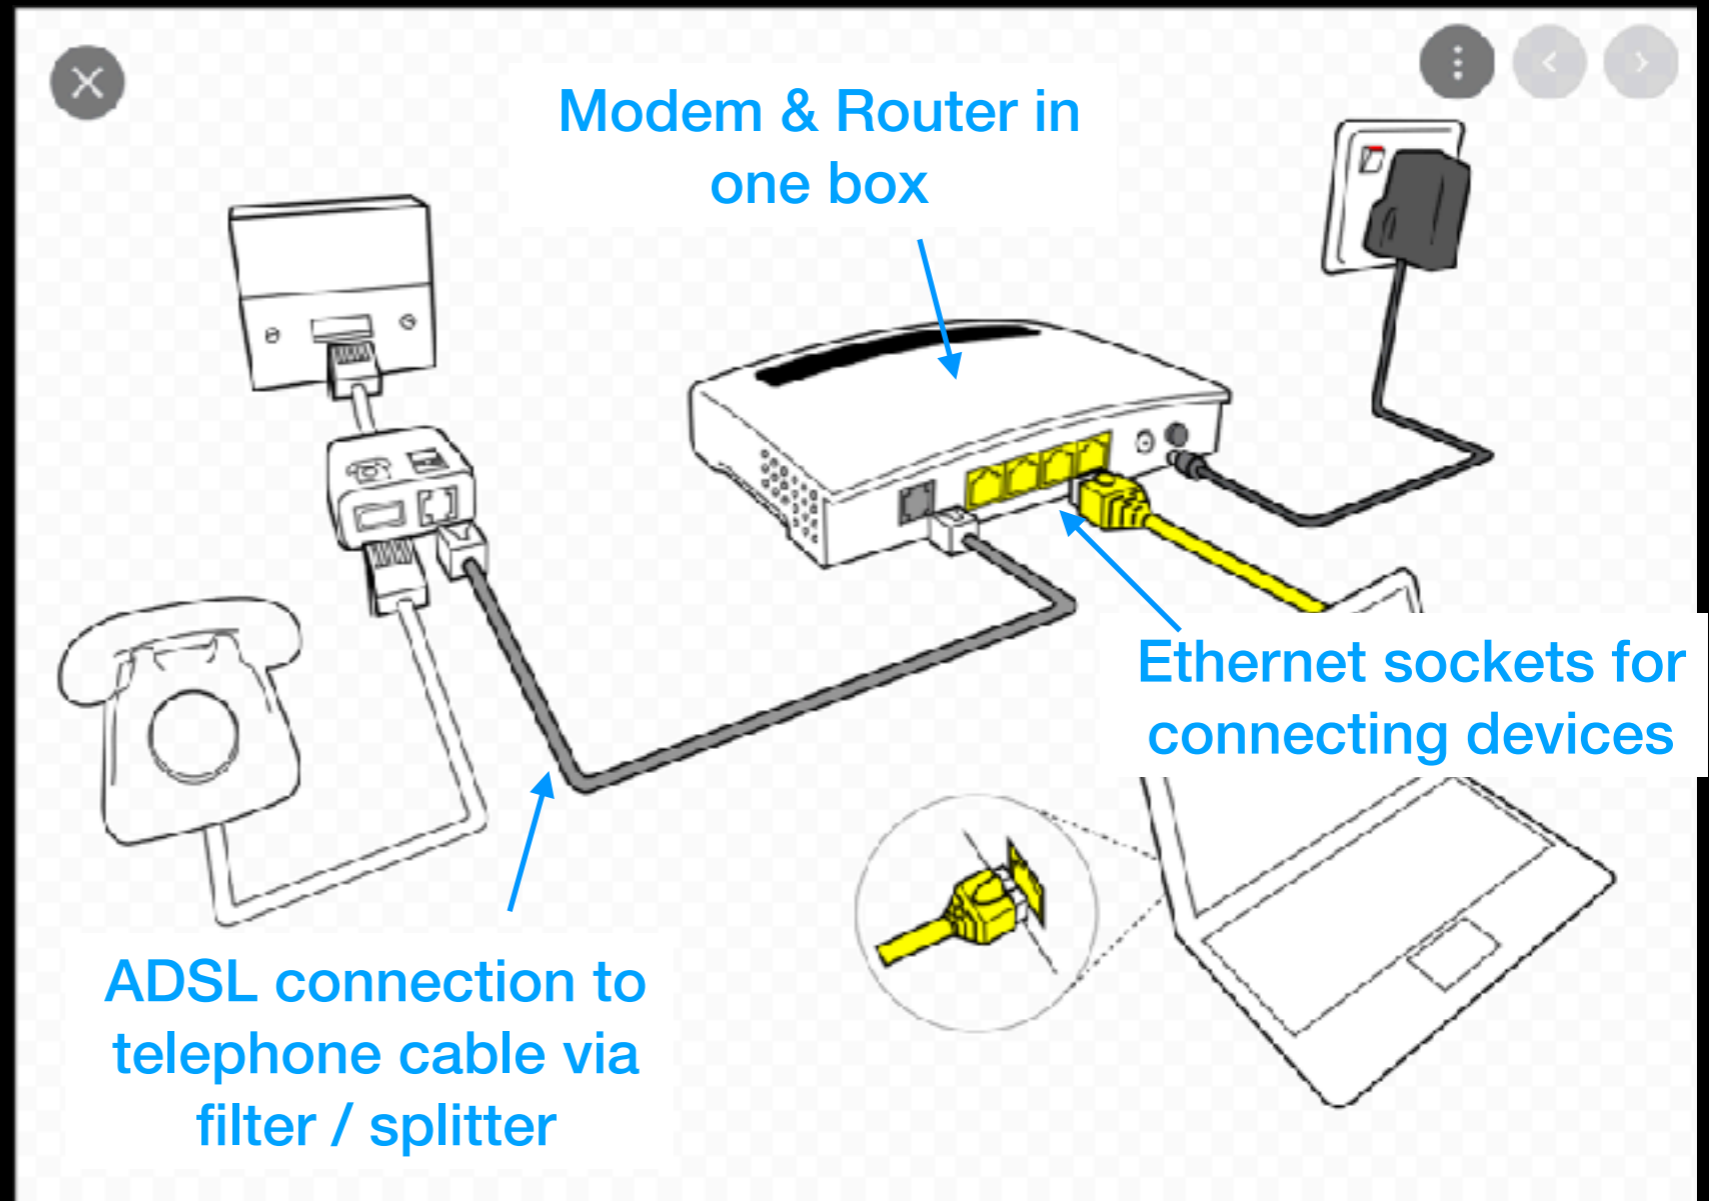 Modem & Router in
one box
Ethernet sockets for
connecting devices
ADSL connection to
telephone cable via
filter / splitter